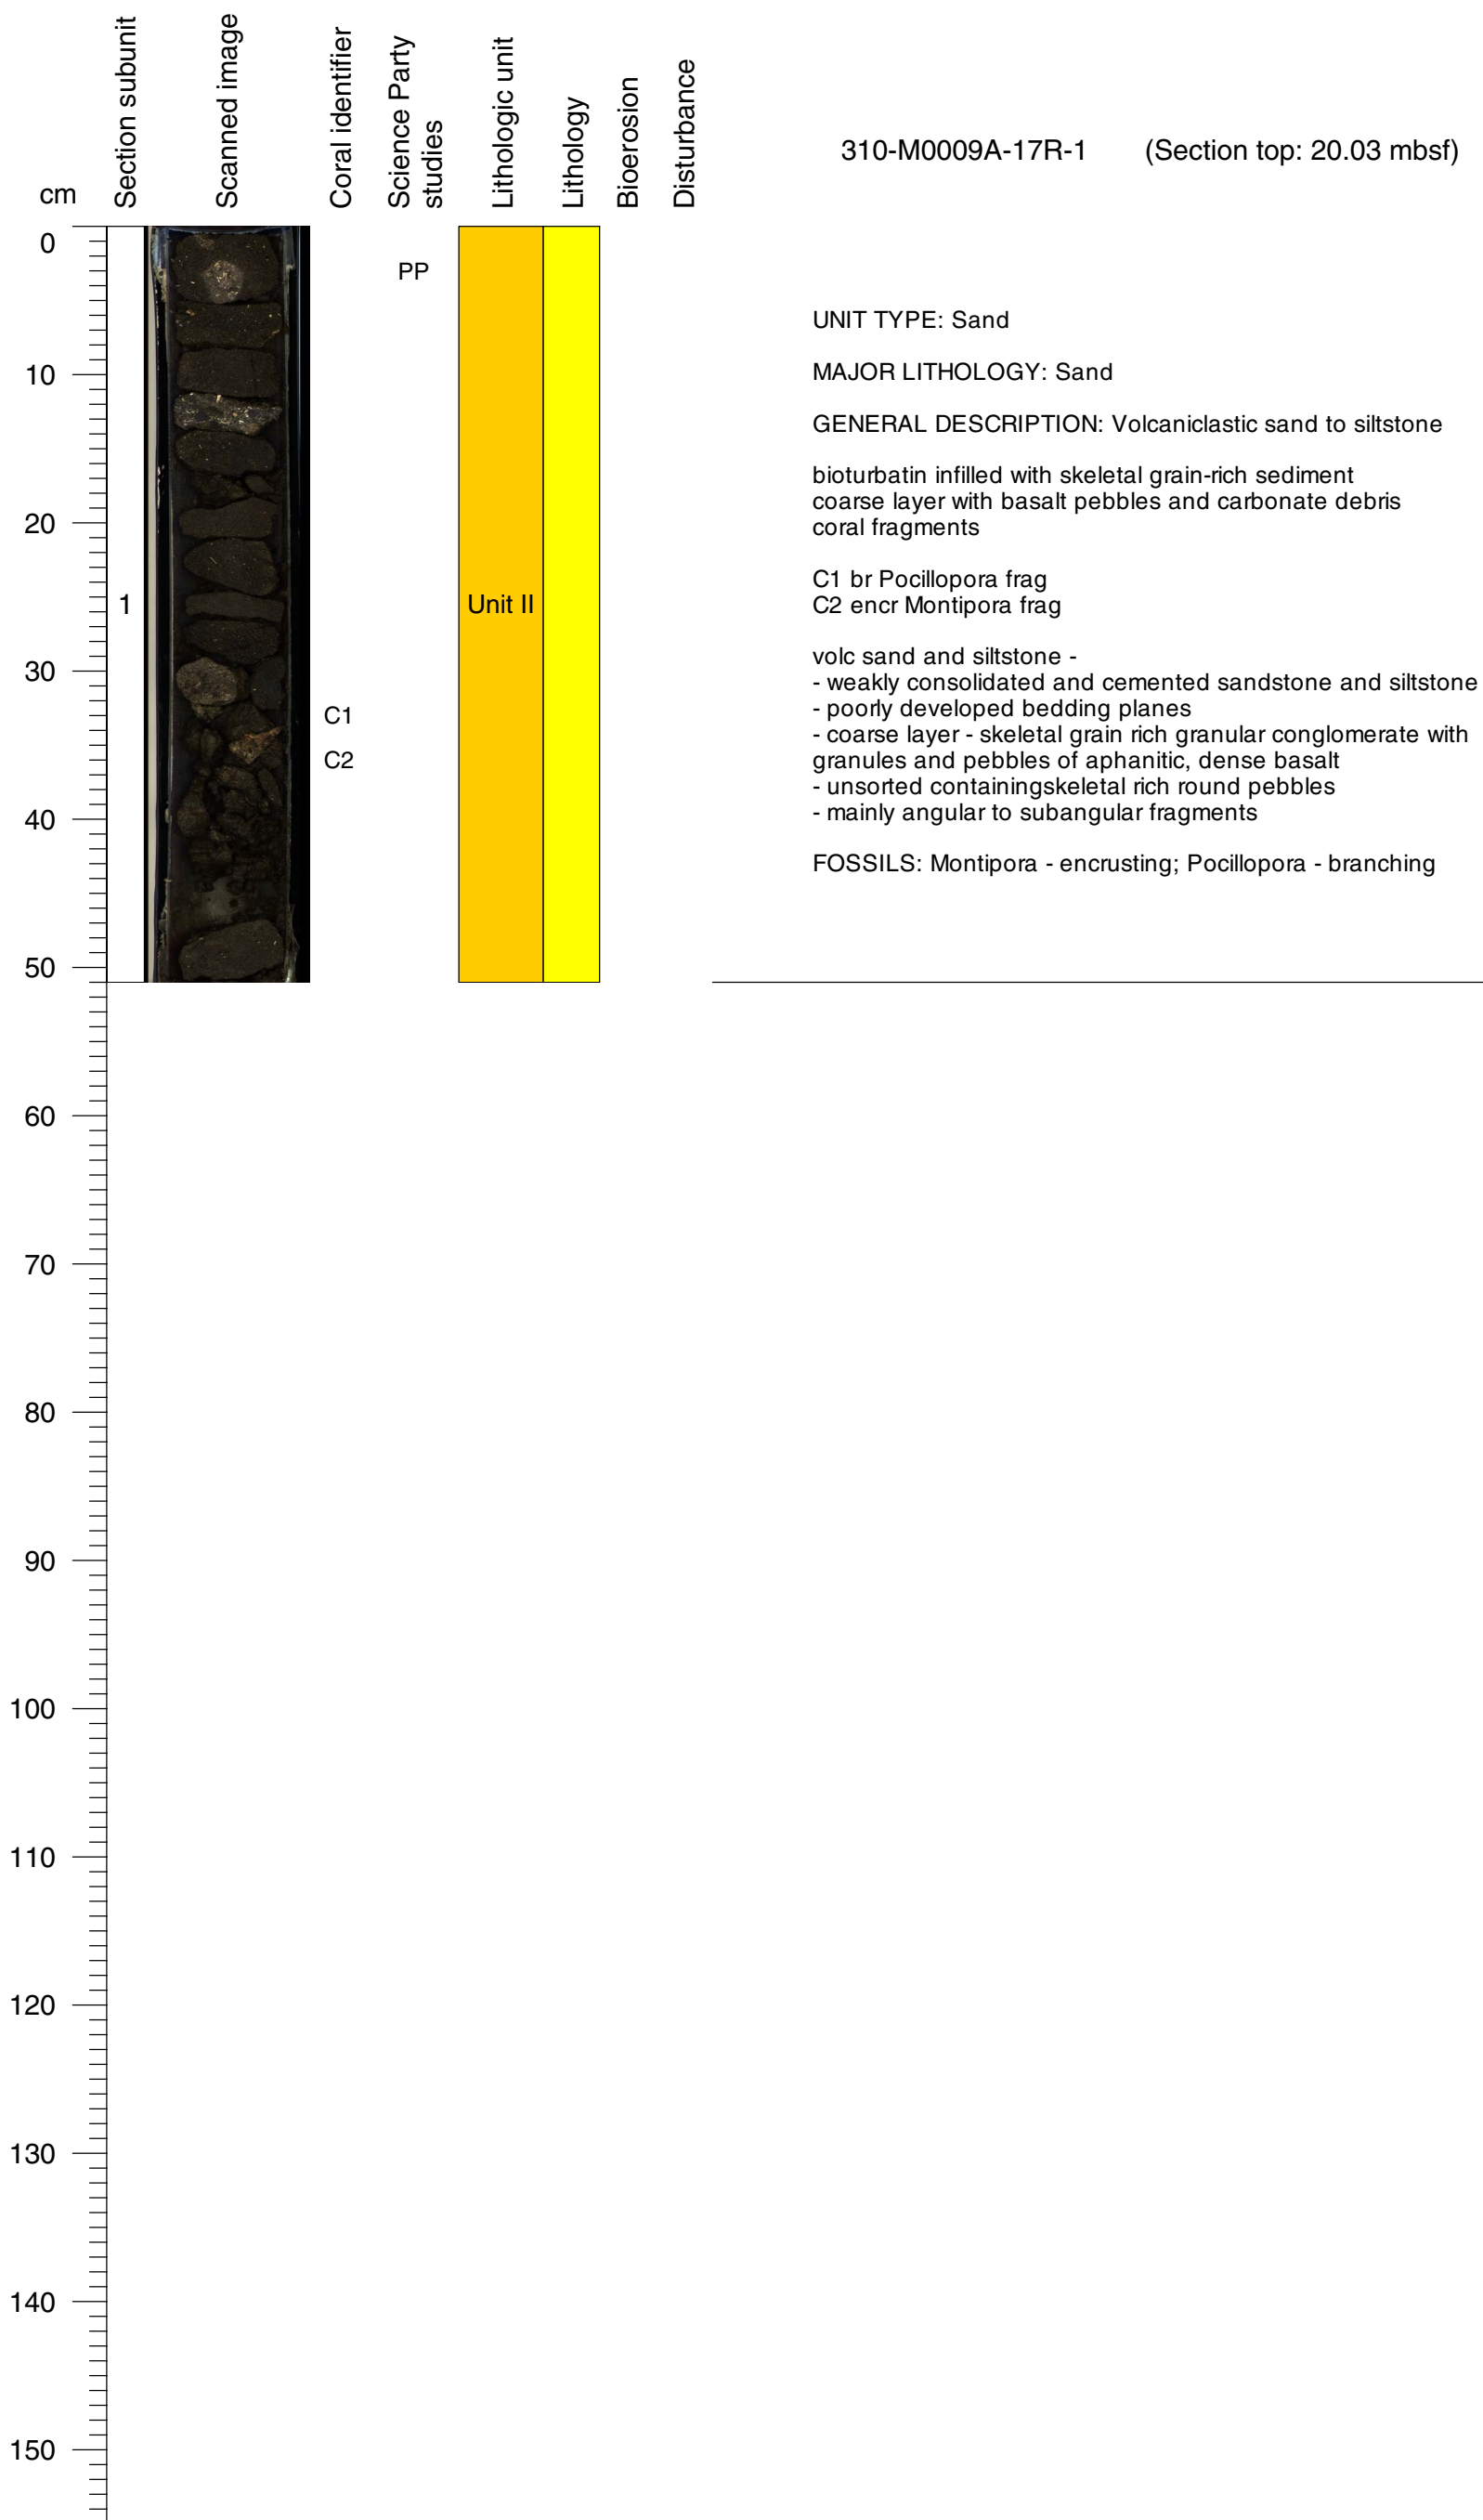 Section subunit
Scanned image
Coral identifier
Science Party
studies
Lithologic unit
Lithology
Bioerosion
Disturbance
310-M0009A-17R-1 (Section top: 20.03 mbsf)
cm
0
PP
UNIT TYPE: Sand
10
MAJOR LITHOLOGY: Sand
GENERAL DESCRIPTION: Volcaniclastic sand to siltstone
bioturbatin infilled with skeletal grain-rich sediment
coarse layer with basalt pebbles and carbonate debris
20
coral fragments
C1 br Pocillopora frag
1
Unit II
C2 encr Montipora frag
volc sand and siltstone -
30
- weakly consolidated and cemented sandstone and siltstone
C1
- poorly developed bedding planes
- coarse layer - skeletal grain rich granular conglomerate with
C2
granules and pebbles of aphanitic, dense basalt
- unsorted containingskeletal rich round pebbles
40
- mainly angular to subangular fragments
FOSSILS: Montipora - encrusting; Pocillopora - branching
50
60
70
80
90
100
110
120
130
140
150